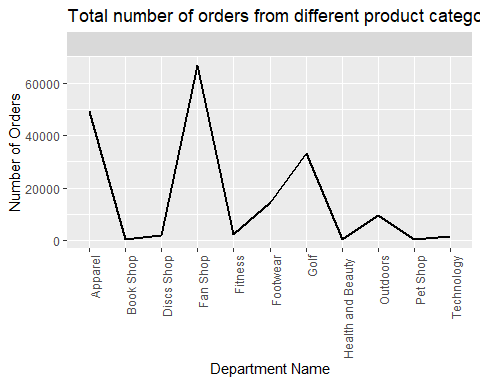 Total number of orders from different product catego
Number of Orders
60000
40000
20000
0
Apparel
Book Shop
Discs Shop
Fan Shop
Fitness
Footwear
Golf
Health and Beauty
Outdoors
Pet Shop
Technology
Department Name